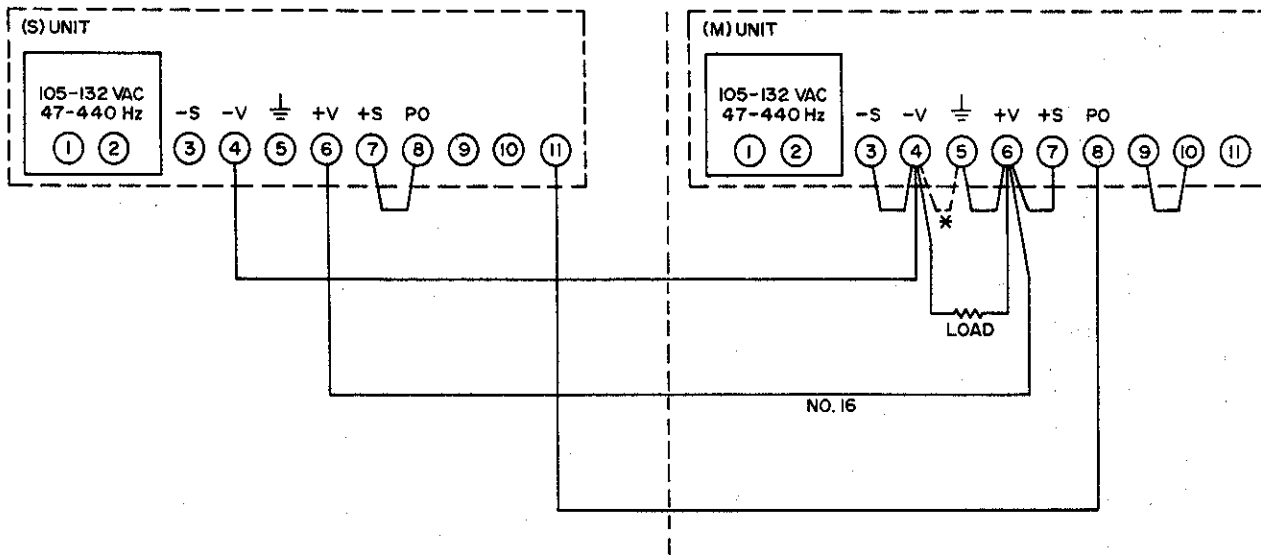 (S) UNIT
105-132 VAC
47-440 Hz
-S -V +V +S PO
1 2 3 4 5 6 7 8 9 10 11
(M) UNIT
105-132 VAC
47-440 Hz
-S -V +V +S PO
1 2 3 4 5 6 7 8 9 10 11
*
LOAD
NO. 16